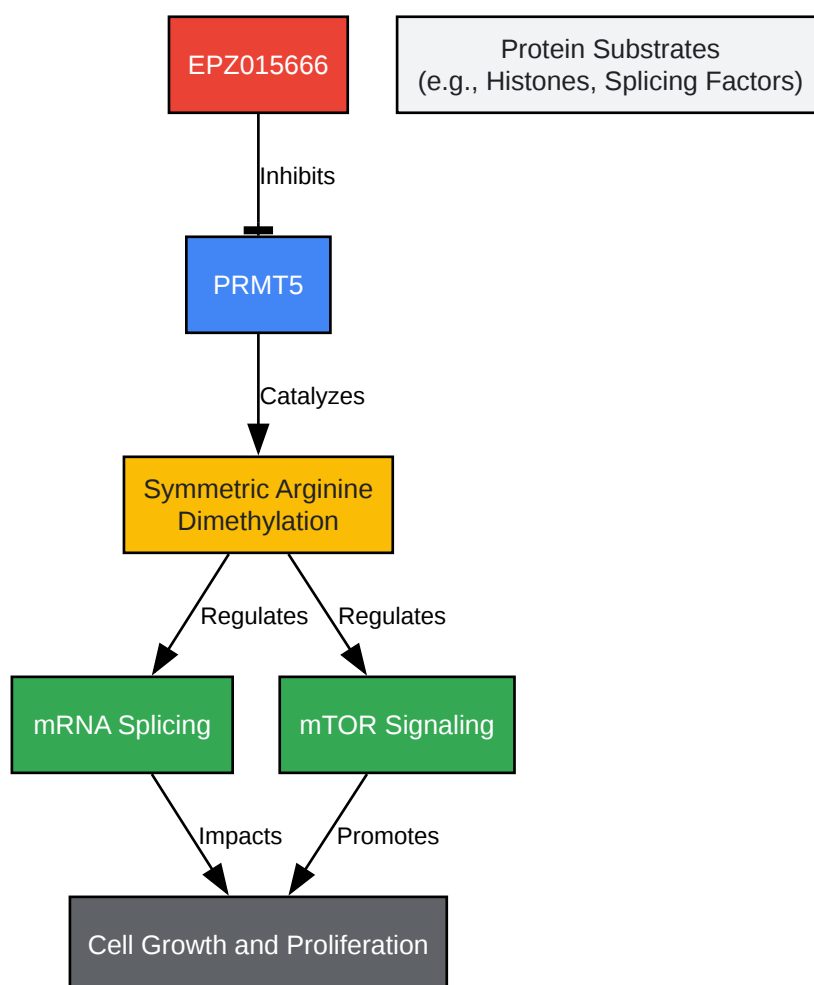 EPZ015666
Protein Substrates
(e.g., Histones, Splicing Factors)
Inhibits
PRMT5
Catalyzes
Symmetric Arginine
Dimethylation
Regulates
Regulates
mRNA Splicing
mTOR Signaling
Impacts
Promotes
Cell Growth and Proliferation